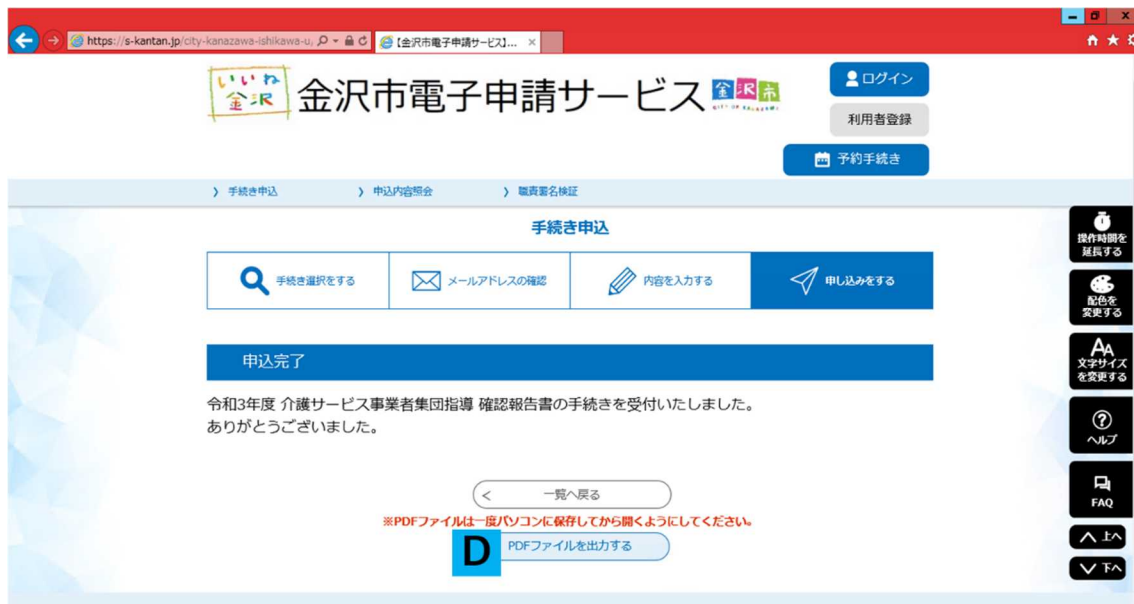 https://s-kantan.jp/city-kanazawa-ishikawa-u,
【金沢市電子申請サービス】...
いいね金沢
金沢市電子申請サービス
金沢市
ログイン
利用者登録
予約手続き
手続き申込
申込内容照会
職責署名検証
手続き申込
手続き選択をする
メールアドレスの確認
内容を入力する
申し込みをする
申込完了
令和3年度 介護サービス事業者集団指導 確認報告書の手続きを受付いたしました。
ありがとうございました。
一覧へ戻る
※PDFファイルは一度パソコンに保存してから開くようにしてください。
D
PDFファイルを出力する
操作時間を
延長する
配色を
変更する
AA
文字サイズ
を変更する
ヘルプ
FAQ
上へ
下へ